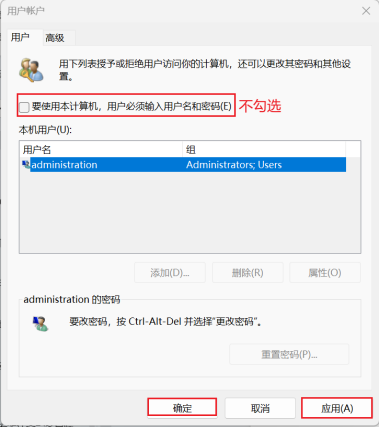 用户帐户
用户
高级
用下列表授予或拒绝用户访问你的计算机，还可以更改其密码和其他设
置。
要使用本计算机，用户必须输入用户名和密码(E)
不勾选
本机用户(U):
用户名 组
administration Administrators; Users
添加(D)... 删除(R) 属性(O)
administration 的密码
要改密码，按 Ctrl-Alt-Del 并选择“更改密码”。
重置密码(P)...
确定 取消 应用(A)